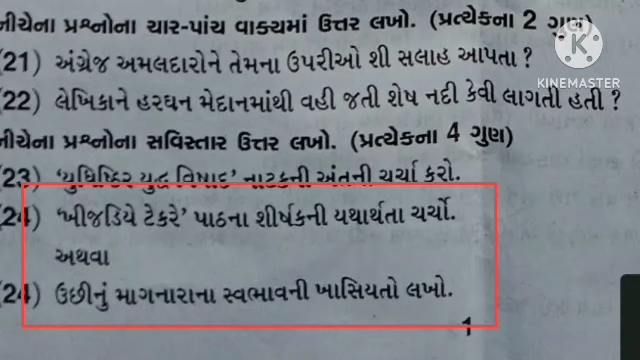 નીચેના પ્રશ્નોના ચાર-પાંચ વાક્યમાં ઉત્તર લખો. (પ્રત્યેકના 2 ગુણ)
(21) અંગ્રેજ અમલદારોને તેમના ઉપરીઓ શી સલાહ આપતા ?
(22) લેખિકાને હરઘન મેદાનમાંથી વહી જતી શેષ નદી કેવી લાગતી હતી ?
નીચેના પ્રશ્નોના સવિસ્તાર ઉત્તર લખો. (પ્રત્યેકના 4 ગુણ)
(23) 'યુધિષ્ઠિર યુદ્ધ વિષાદ' નાટકની અંતની ચર્ચા કરો.
(24) 'ખીજડિયે ટેકરે' પાઠના શીર્ષકની યથાર્થતા ચર્ચો.
અથવા
(24) ઉછીનું માગનારાના સ્વભાવની ખાસિયતો લખો.
1
KINEMASTER